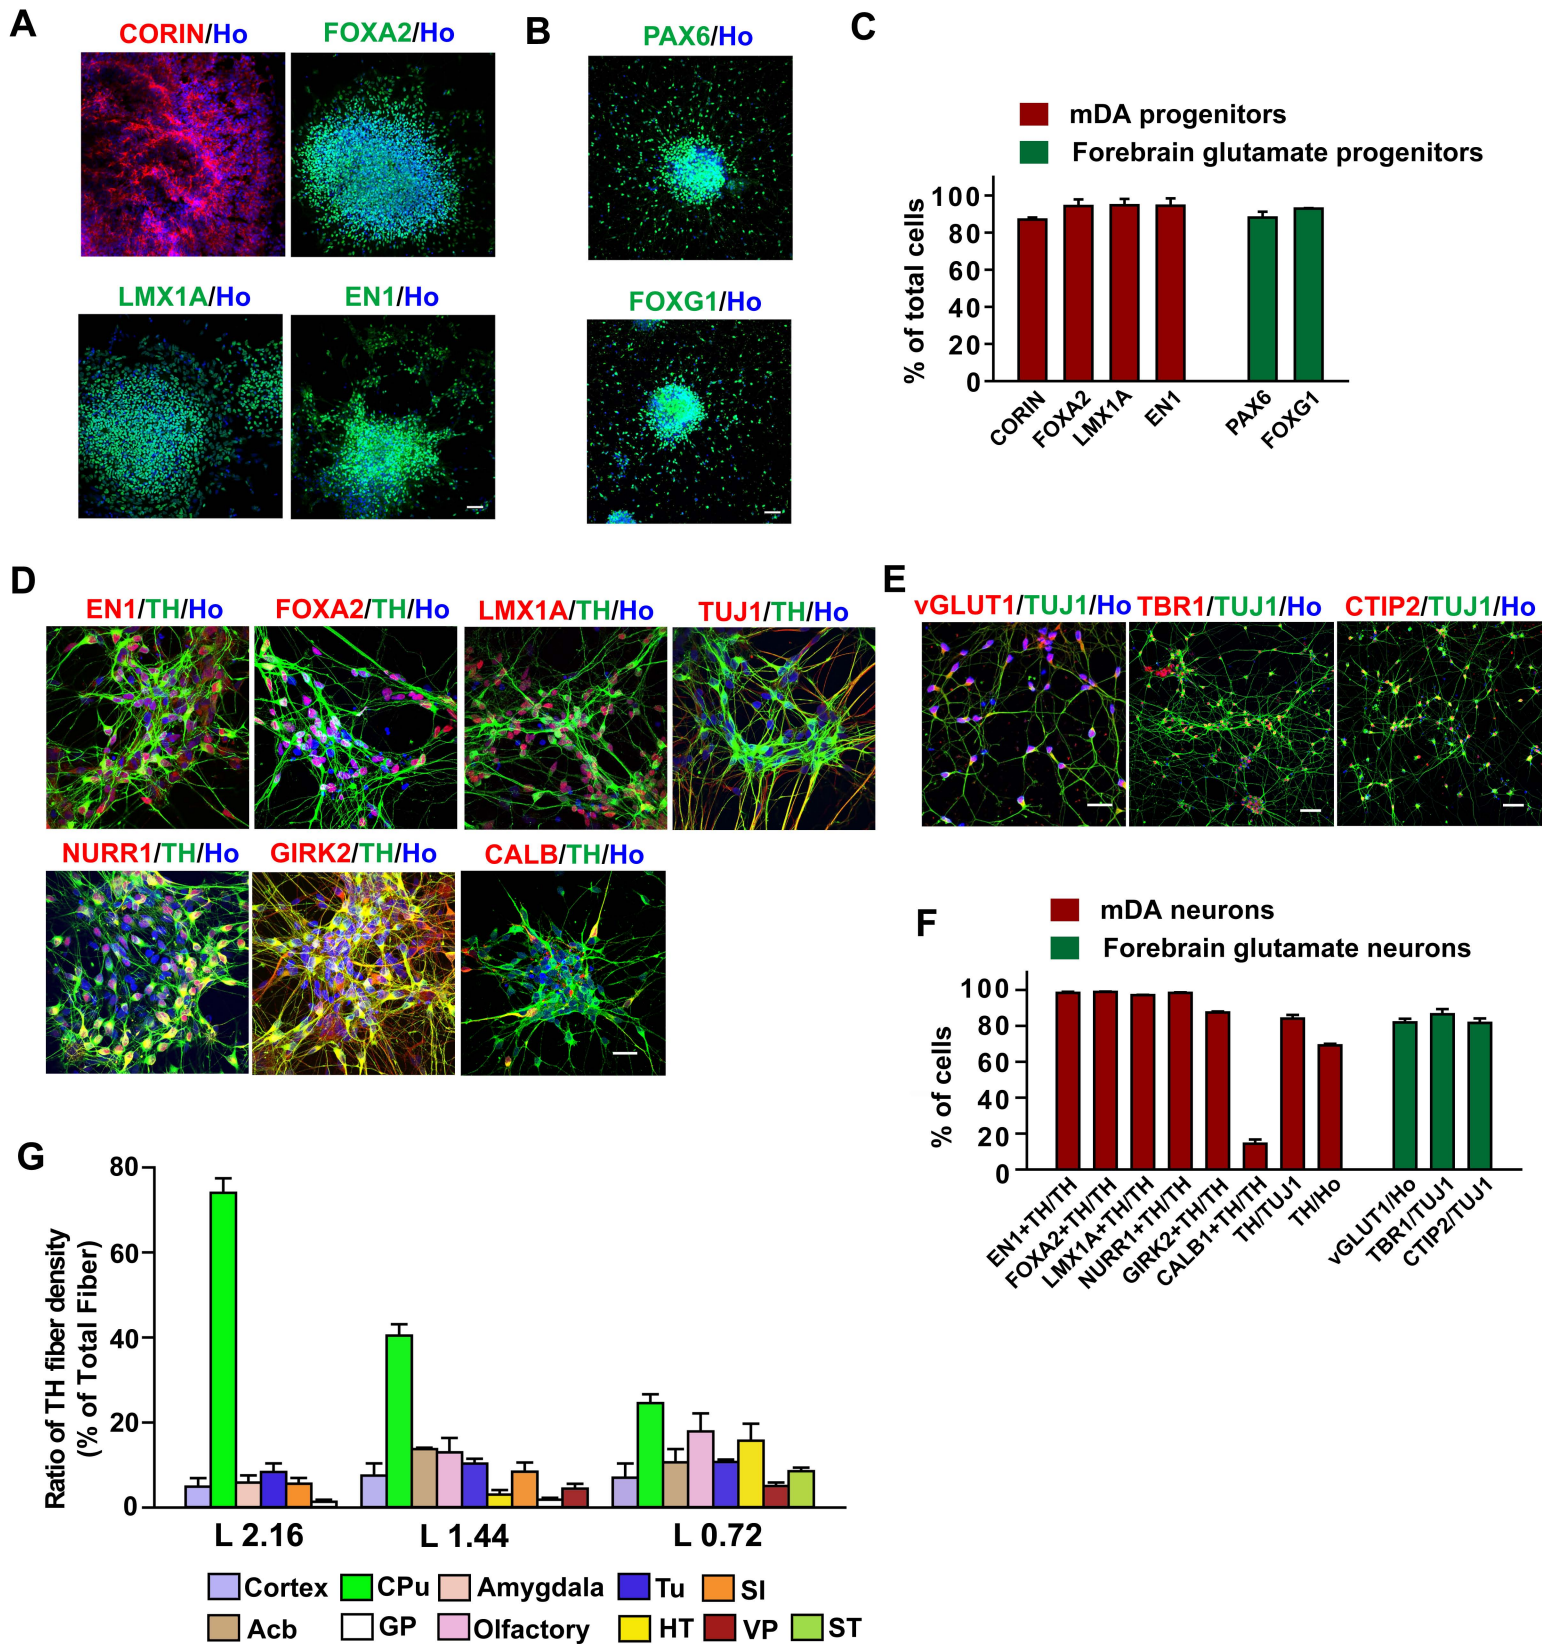 A
CORIN/Ho
FOXA2/Ho
LMX1A/Ho
EN1/Ho
B
PAX6/Ho
FOXG1/Ho
C
mDA progenitors
Forebrain glutamate progenitors
% of total cells
100
80
60
40
20
0
CORIN
FOXA2
LMX1A
EN1
PAX6
FOXG1
D
EN1/TH/Ho
FOXA2/TH/Ho
LMX1A/TH/Ho
TUJ1/TH/Ho
NURR1/TH/Ho
GIRK2/TH/Ho
CALB/TH/Ho
E
vGLUT1/TUJ1/Ho
TBR1/TUJ1/Ho
CTIP2/TUJ1/Ho
F
mDA neurons
Forebrain glutamate neurons
% of cells
100
80
60
40
20
0
EN1+TH/TH
FOXA2+TH/TH
LMX1A+TH/TH
NURR1+TH/TH
GIRK2+TH/TH
CALB1+TH/TH
TH/TUJ1
TH/Ho
vGLUT1/Ho
TBR1/TUJ1
CTIP2/TUJ1
G
Ratio of TH fiber density
(% of Total Fiber)
80
60
40
20
0
L 2.16
L 1.44
L 0.72
Cortex
CPu
Amygdala
Tu
SI
Acb
GP
Olfactory
HT
VP
ST